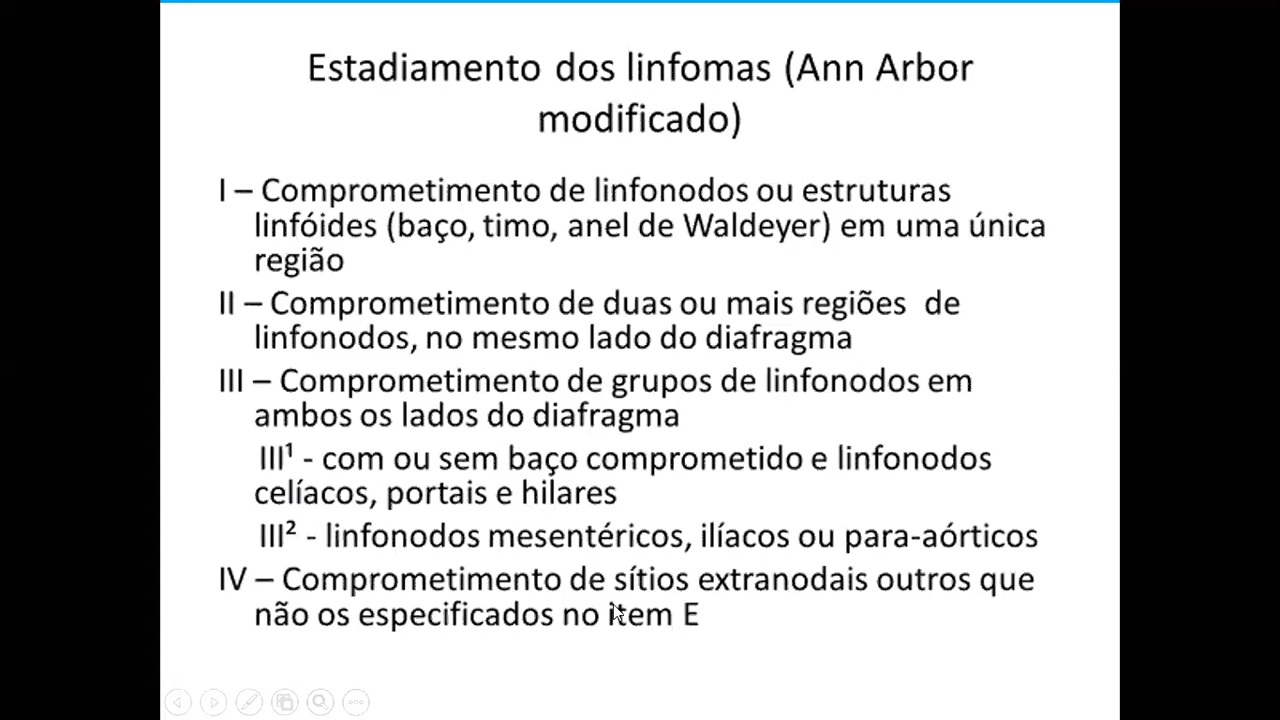 Estadiamento dos linfomas (Ann Arbor
modificado)
I – Comprometimento de linfonodos ou estruturas
linfóides (baço, timo, anel de Waldeyer) em uma única
região
II – Comprometimento de duas ou mais regiões de
linfonodos, no mesmo lado do diafragma
III – Comprometimento de grupos de linfonodos em
ambos os lados do diafragma
III¹ - com ou sem baço comprometido e linfonodos
celíacos, portais e hilares
III² - linfonodos mesentéricos, ilíacos ou para-aórticos
IV – Comprometimento de sítios extranodais outros que
não os especificados no item E